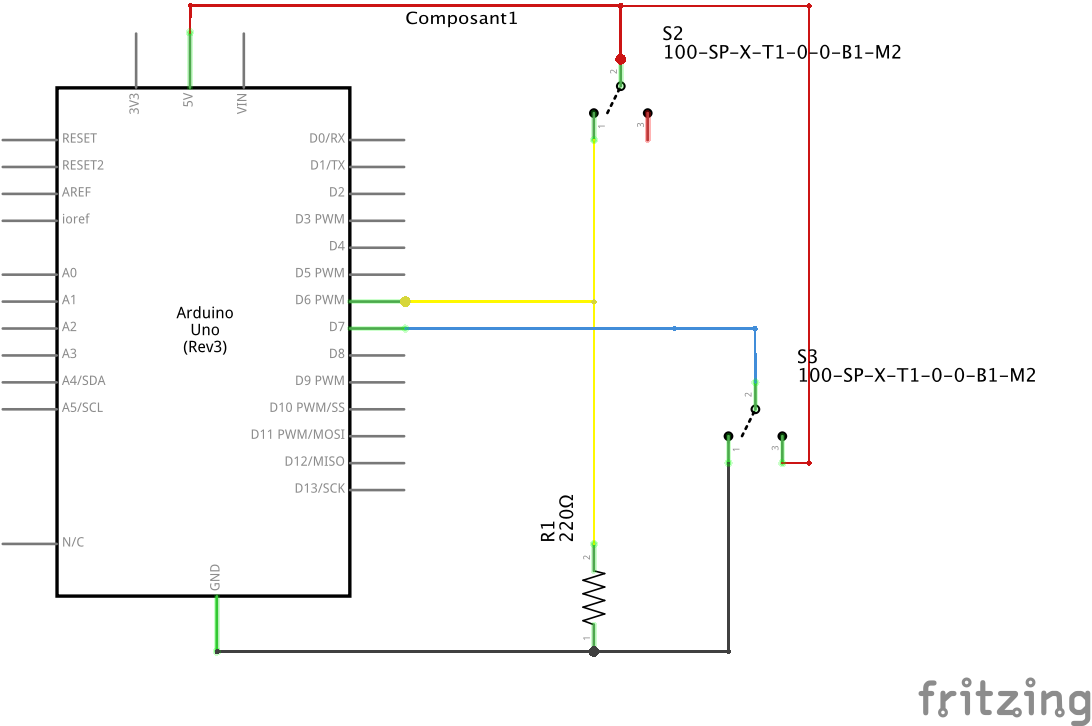 Composant1
S2
100-SP-X-T1-0-0-B1-M2
2
1
3
3V3
5V
VIN
RESET
RESET2
AREF
ioref
A0
A1
A2
A3
A4/SDA
A5/SCL
N/C
Arduino
Uno
(Rev3)
D0/RX
D1/TX
D2
D3 PWM
D4
D5 PWM
D6 PWM
D7
D8
D9 PWM
D10 PWM/SS
D11 PWM/MOSI
D12/MISO
D13/SCK
GND
S3
100-SP-X-T1-0-0-B1-M2
2
1
3
R1
220Ω
2
1
fritzing